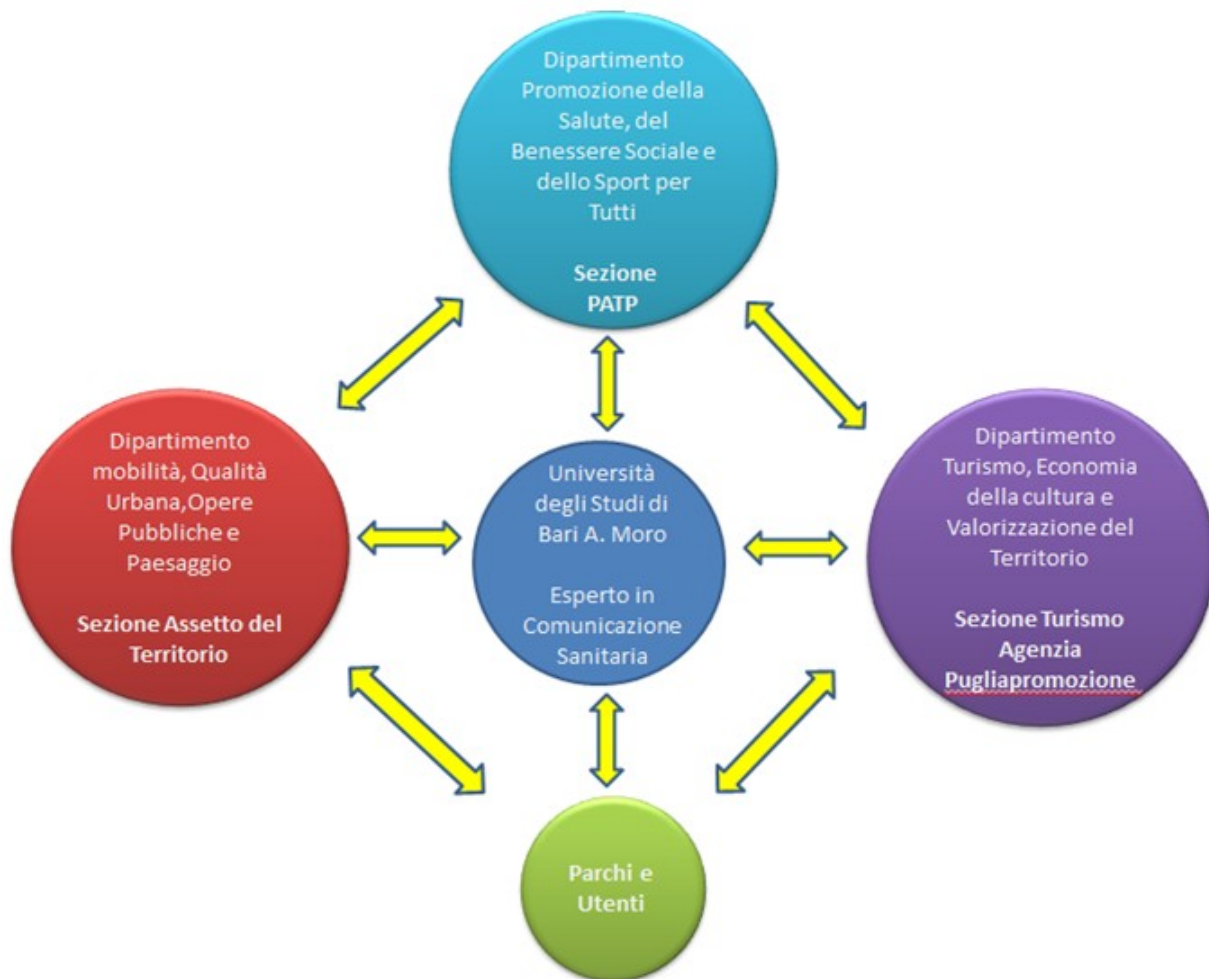 Dipartimento
Promozione della
Salute, del
Benessere Sociale e
dello Sport per
Tutti
Sezione
PATP
Dipartimento
mobilità, Qualità
Urbana,Opere
Pubbliche e
Paesaggio
Sezione Assetto del
Territorio
Università
degli Studi di
Bari A. Moro
Esperto in
Comunicazione
Sanitaria
Dipartimento
Turismo, Economia
della cultura e
Valorizzazione del
Territorio
Sezione Turismo
Agenzia
Pugliapromozione
Parchi e
Utenti